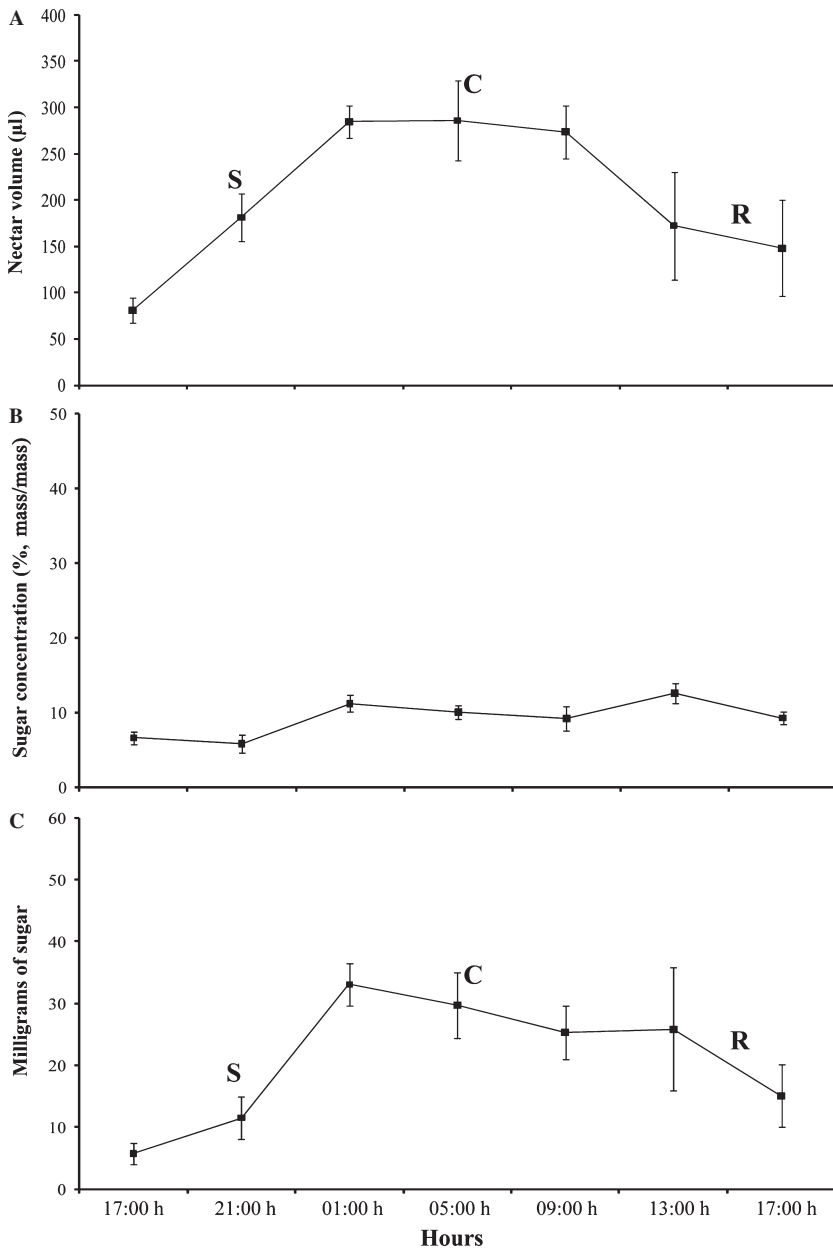 A
Nectar volume (µl)
400
350
300
250
200
150
100
50
0
S
C
R
B
Sugar concentration (%, mass/mass)
50
40
30
20
10
0
C
Milligrams of sugar
60
50
40
30
20
10
0
S
C
R
17:00 h 21:00 h 01:00 h 05:00 h 09:00 h 13:00 h 17:00 h
Hours